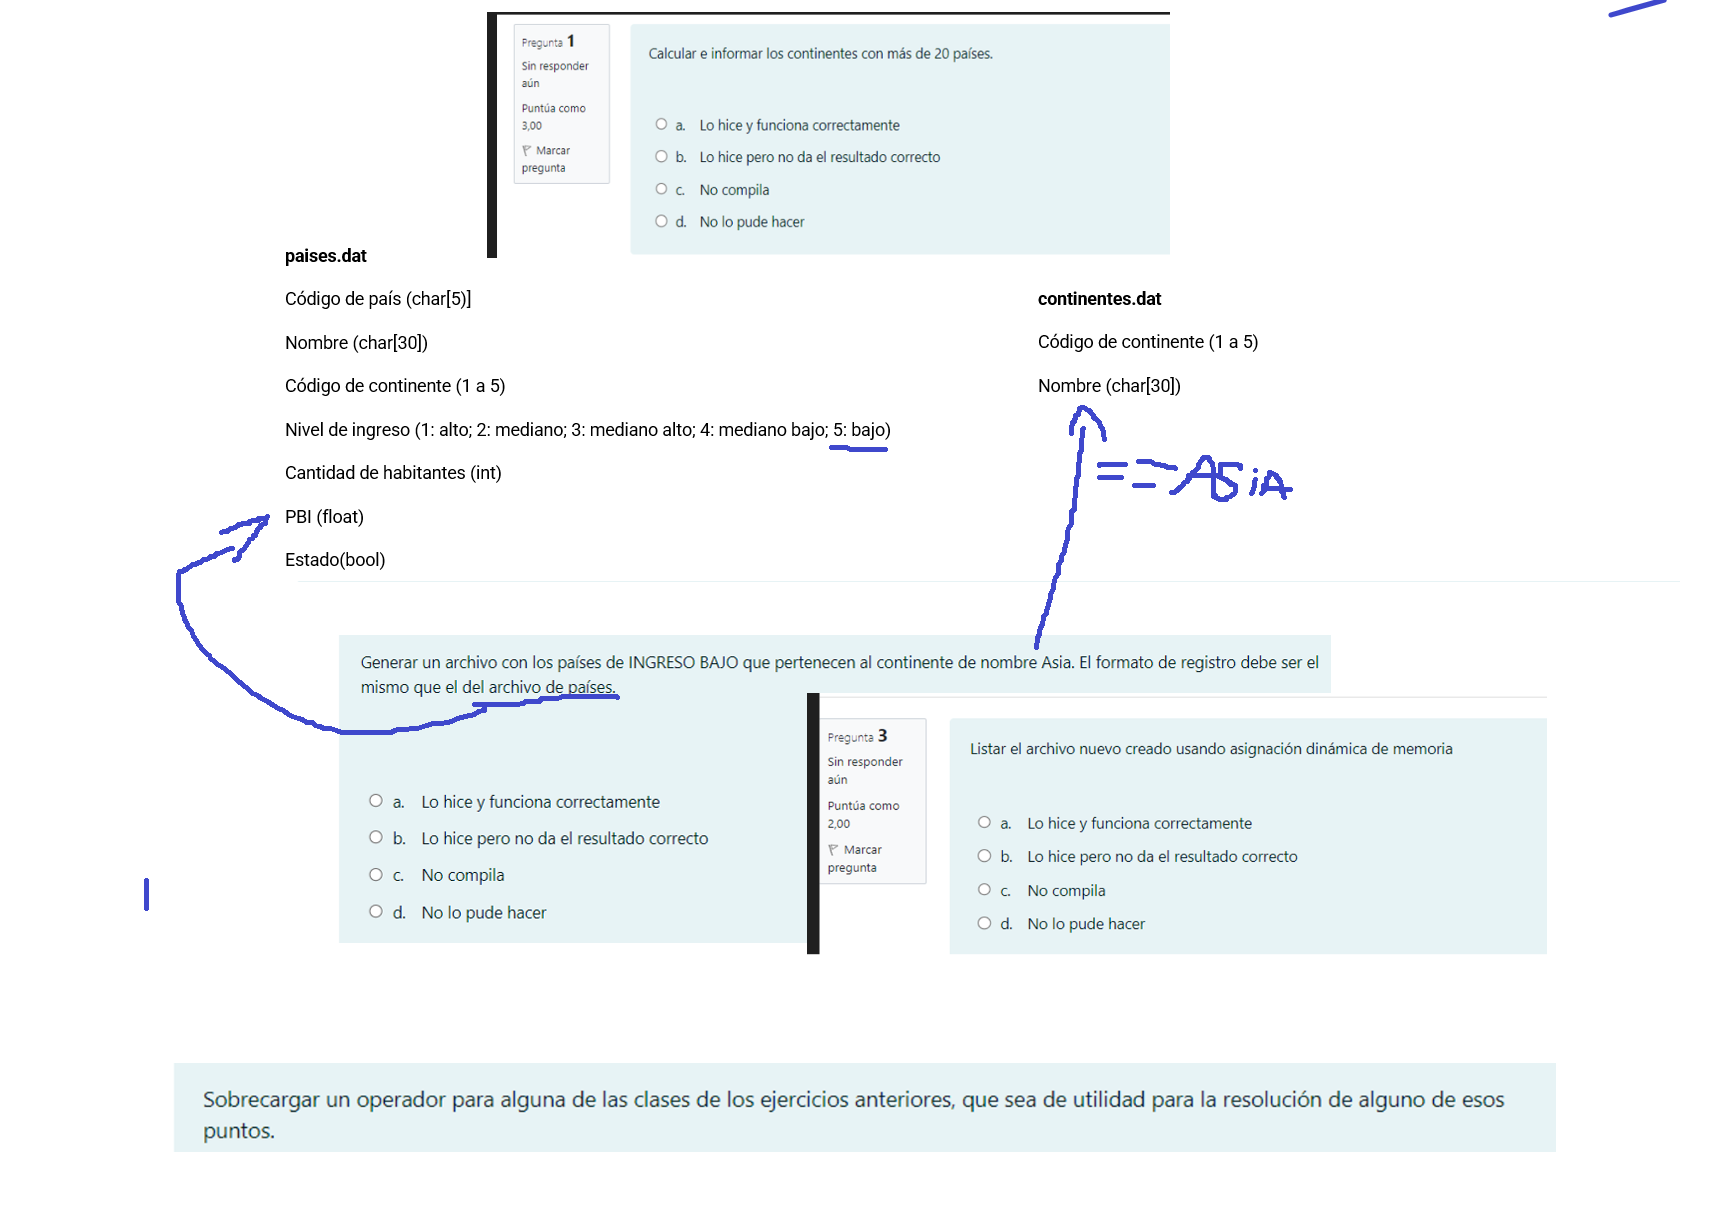 Pregunta 1
Sin responder
aún
Puntúa como
3,00
Marcar
pregunta
Calcular e informar los continentes con más de 20 países.
a. Lo hice y funciona correctamente
b. Lo hice pero no da el resultado correcto
c. No compila
d. No lo pude hacer
paises.dat
Código de país (char[5)]
Nombre (char[30])
Código de continente (1 a 5)
Nivel de ingreso (1: alto; 2: mediano; 3: mediano alto; 4: mediano bajo; 5: bajo)
Cantidad de habitantes (int)
PBI (float)
Estado(bool)
continentes.dat
Código de continente (1 a 5)
Nombre (char[30])
== ASiA
Generar un archivo con los países de INGRESO BAJO que pertenecen al continente de nombre Asia. El formato de registro debe ser el
mismo que el del archivo de países.
a. Lo hice y funciona correctamente
b. Lo hice pero no da el resultado correcto
c. No compila
d. No lo pude hacer
Pregunta 3
Sin responder
aún
Puntúa como
2,00
Marcar
pregunta
Listar el archivo nuevo creado usando asignación dinámica de memoria
a. Lo hice y funciona correctamente
b. Lo hice pero no da el resultado correcto
c. No compila
d. No lo pude hacer
Sobrecargar un operador para alguna de las clases de los ejercicios anteriores, que sea de utilidad para la resolución de alguno de esos
puntos.